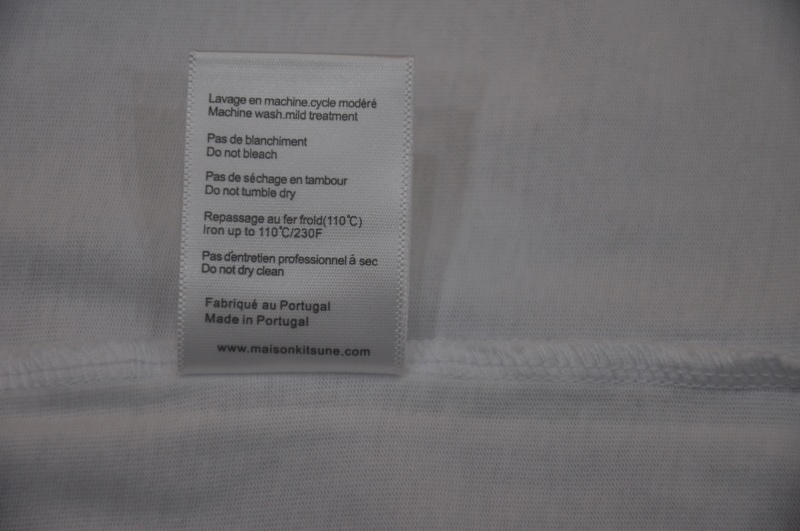 Lavage en machine.cycle modéré
Machine wash.mild treatment
Pas de blanchiment
Do not bleach
Pas de séchage en tambour
Do not tumble dry
Repassage au fer froid(110℃)
Iron up to 110℃/230F
Pas d'entretien professionnel â sec
Do not dry clean
Fabriqué au Portugal
Made in Portugal
www.maisonkitsune.com